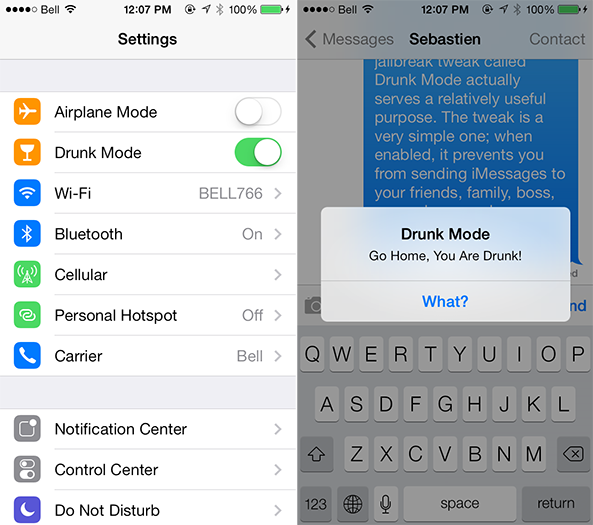 Bell 12:07 PM 100%
Settings
Airplane Mode
Drunk Mode
Wi-Fi BELL766
Bluetooth On
Cellular
Personal Hotspot Off
Carrier Bell
Notification Center
Control Center
Do Not Disturb
Bell 12:07 PM 100%
Messages Sebastien Contact
jailbreak tweak called
Drunk Mode actually
serves a relatively useful
purpose. The tweak is a
very simple one; when
enabled, it prevents you
from sending iMessages to
your friends, family, boss,
Drunk Mode
Go Home, You Are Drunk!
What?
Q W E R T Y U I O P
A S D F G H J K L
Z X C V B N M
123 space return